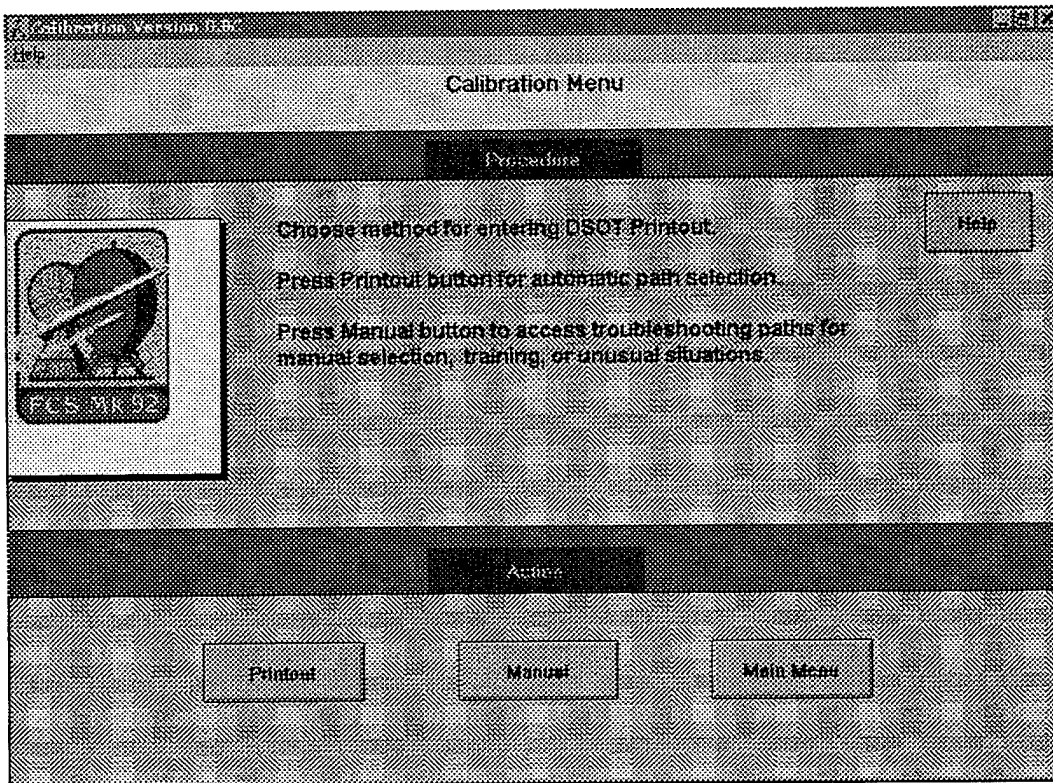 Calibration Version
Help
Calibration Menu
Procedure
Choose method for entering DSOT Printout.
Help
Press Printout button for automatic path selection.
Press Manual button to access troubleshooting paths for
manual selection, training, or unusual situations.
FCS MK 92
Action
Printout
Manual
Main Menu